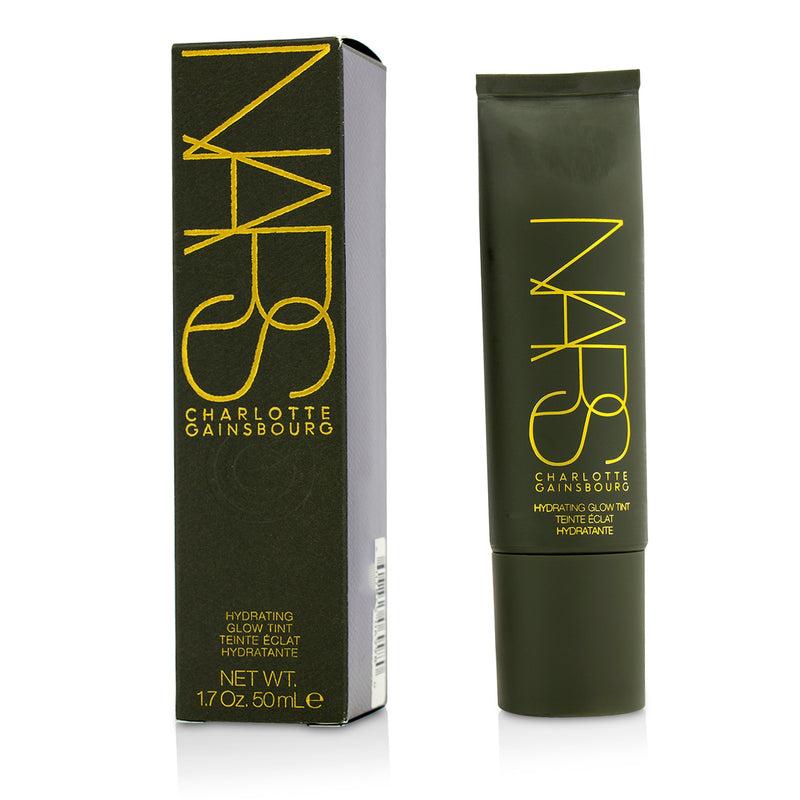 NARS
CHARLOTTE
GAINSBOURG
HYDRATING
GLOW TINT
TEINTE ÉCLAT
HYDRATANTE
NET WT.
1.7 Oz. 50 mL e
NARS
CHARLOTTE
GAINSBOURG
HYDRATING GLOW TINT
TEINTE ÉCLAT
HYDRATANTE